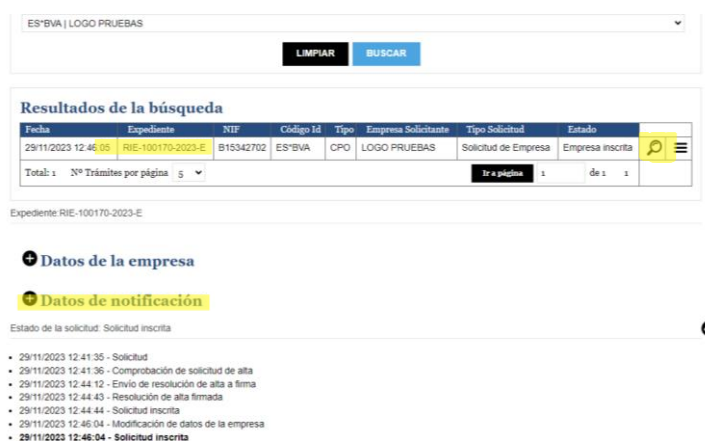 ES*BVA | LOGO PRUEBAS
LIMPIAR BUSCAR
Resultados de la búsqueda
Fecha Expediente NIF Código Id Tipo Empresa Solicitante Tipo Solicitud Estado
29/11/2023 12:46:05 RIE-100170-2023-E B15342702 ES*BVA CPO LOGO PRUEBAS Solicitud de Empresa Empresa inscrita
Total: 1 Nº Trámites por página 5 Ir a página 1 de 1 1
Expediente:RIE-100170-2023-E
Datos de la empresa
Datos de notificación
Estado de la solicitud: Solicitud inscrita
29/11/2023 12:41:35 - Solicitud
29/11/2023 12:41:36 - Comprobación de solicitud de alta
29/11/2023 12:44:12 - Envío de resolución de alta a firma
29/11/2023 12:44:43 - Resolución de alta firmada
29/11/2023 12:44:44 - Solicitud inscrita
29/11/2023 12:46:04 - Modificación de datos de la empresa
29/11/2023 12:46:04 - Solicitud inscrita